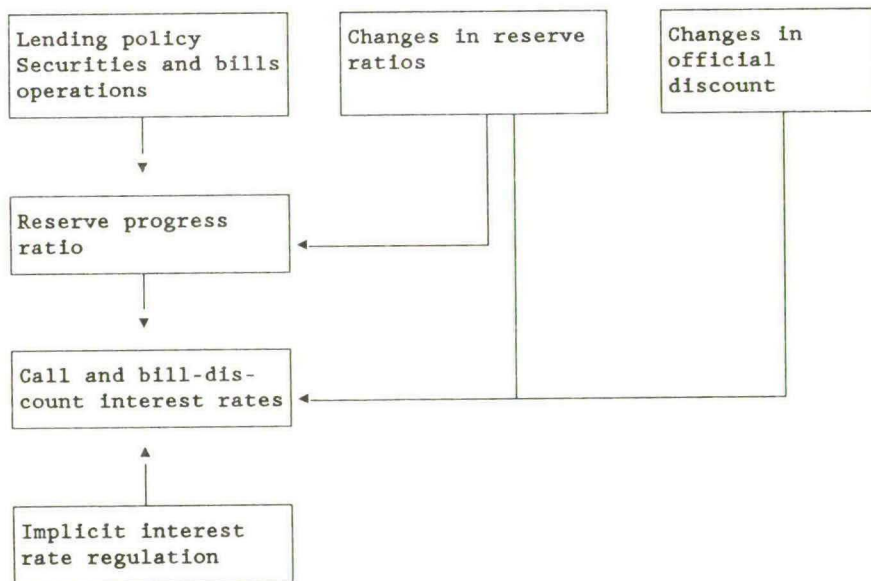 Lending policy
Securities and bills
operations
Changes in reserve
ratios
Changes in
official
discount
Reserve progress
ratio
Call and bill-dis-
count interest rates
Implicit interest
rate regulation